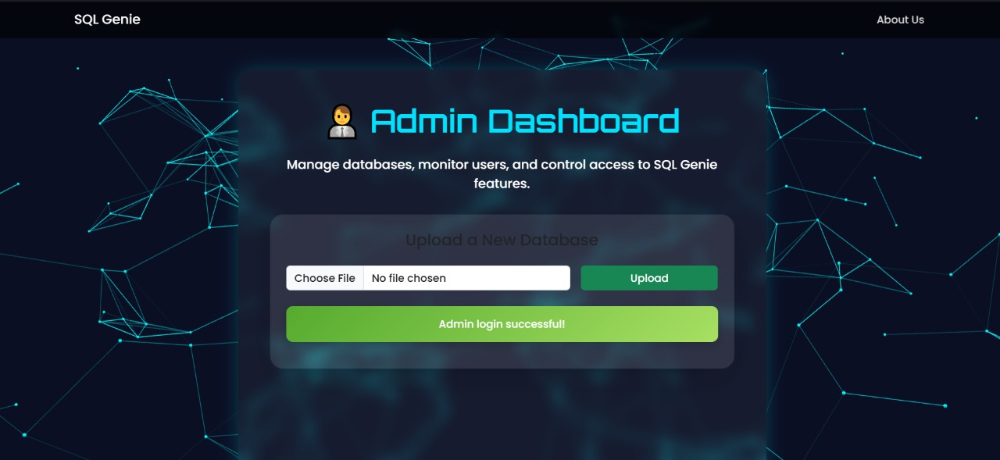 SQL Genie
About Us
Admin Dashboard
Manage databases, monitor users, and control access to SQL Genie
features.
Upload a New Database
Choose File No file chosen
Upload
Admin login successful!